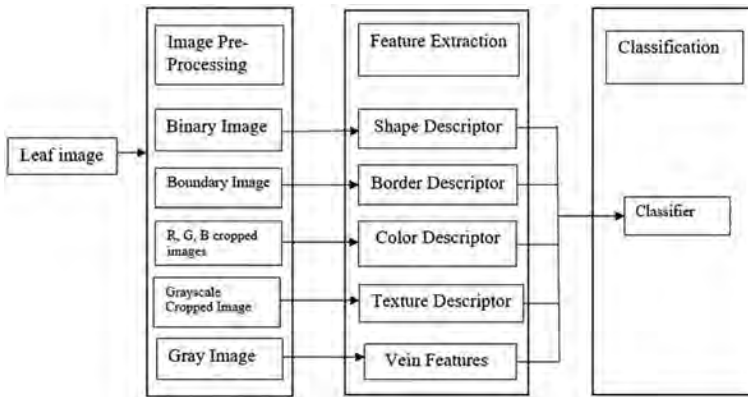 Image Pre-
Processing
Feature Extraction
Classification
Leaf image
Binary Image
Shape Descriptor
Boundary Image
Border Descriptor
Classifier
R, G, B cropped
images
Color Descriptor
Grayscale
Cropped Image
Texture Descriptor
Gray Image
Vein Features